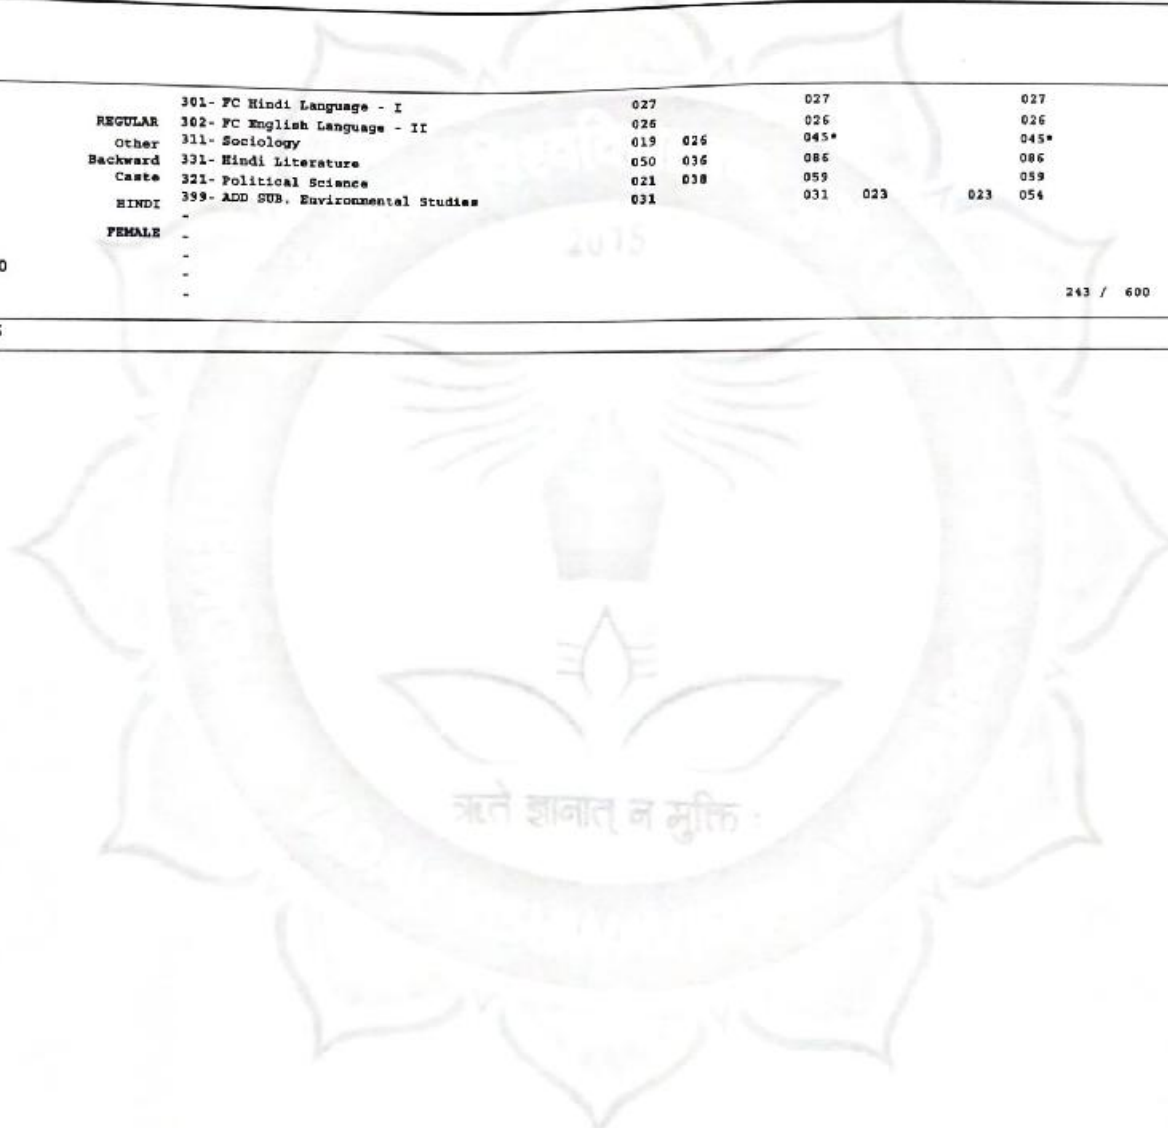 301- FC Hindi Language - I 027 027 027
REGULAR 302- FC English Language - II 026 026 026
Other 311- Sociology 019 026 045* 045*
Backward 331- Hindi Literature 050 036 086 086
Caste 321- Political Science 021 038 059 059
HINDI 399- ADD SUB. Environmental Studies 031 031 023 023 054
-
FEMALE -
-
0 -
- 243 / 600
2015
ऋते ज्ञानात् न मुक्ति :